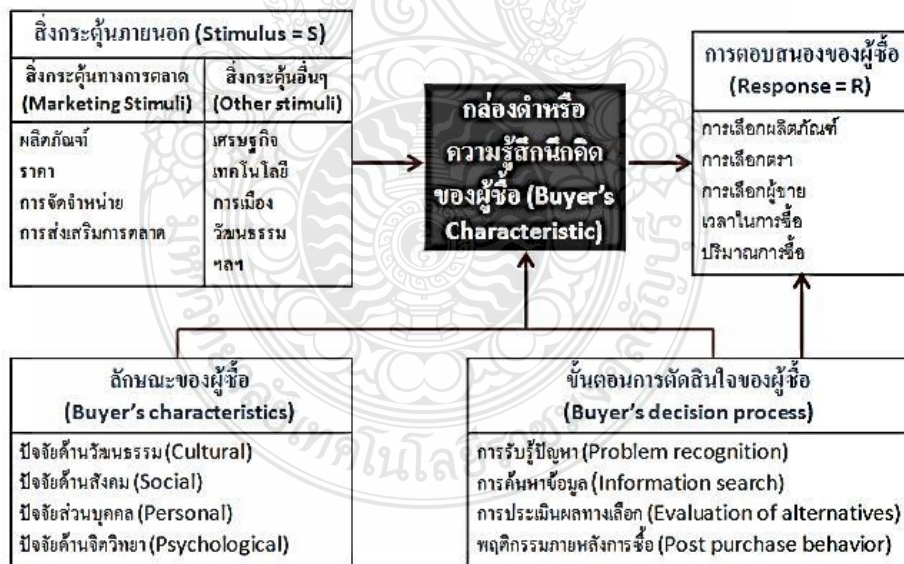 สิ่งกระตุ้นภายนอก (Stimulus = S)
สิ่งกระตุ้นทางการตลาด
(Marketing Stimuli)
ผลิตภัณฑ์
ราคา
การจัดจำหน่าย
การส่งเสริมการตลาด
สิ่งกระตุ้นอื่นๆ
(Other stimuli)
เศรษฐกิจ
เทคโนโลยี
การเมือง
วัฒนธรรม
ฯลฯ
กล่องดำหรือ
ความรู้สึกนึกคิด
ของผู้ซื้อ (Buyer's
Characteristic)
การตอบสนองของผู้ซื้อ
(Response = R)
การเลือกผลิตภัณฑ์
การเลือกตรา
การเลือกผู้ขาย
เวลาในการซื้อ
ปริมาณการซื้อ
ลักษณะของผู้ซื้อ
(Buyer's characteristics)
ปัจจัยด้านวัฒนธรรม (Cultural)
ปัจจัยด้านสังคม (Social)
ปัจจัยส่วนบุคคล (Personal)
ปัจจัยด้านจิตวิทยา (Psychological)
ขั้นตอนการตัดสินใจของผู้ซื้อ
(Buyer's decision process)
การรับรู้ปัญหา (Problem recognition)
การค้นหาข้อมูล (Information search)
การประเมินผลทางเลือก (Evaluation of alternatives)
พฤติกรรมภายหลังการซื้อ (Post purchase behavior)